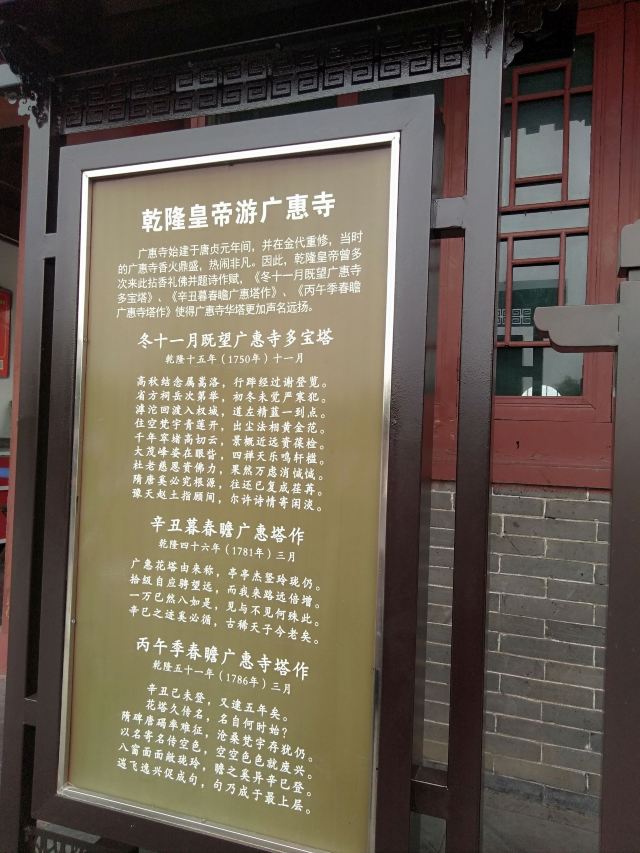 乾隆皇帝游广惠寺
广惠寺始建于唐贞元年间，并在金代重修，当时
的广惠寺香火鼎盛，热闹非凡。因此，乾隆皇帝曾多
次来此拈香礼佛并题诗作赋，《冬十一月既望广惠寺
多宝塔》、《辛丑暮春瞻广惠塔作》、《丙午季春瞻
广惠寺塔作》使得广惠寺华塔更加声名远扬。
冬十一月既望广惠寺多宝塔
乾隆十五年（1750年）十一月
高秋结念属嵩洛，行跸经过谢登览。
省方祠岳次第举，初冬未觉严寒犯。
滹沱回渡入权城，道左精蓝一到点。
住空梵宇青莲开，出尘法相黄金范。
千年窣堵高切云，景概近远资葆检。
大茂峰姿在眼眥，四禅天乐鸣轩槛。
杜老慈恩资佛力，果然万虑消诚诚。
隋唐奚必究根源，往还已复成荏苒。
豫天赵土指顾间，尔许诗情寄闲淡。
辛丑暮春瞻广惠塔作
乾隆四十六年（1781年）三月
广惠花塔由来称，亭亭杰竖玲珑仍。
拾级自应骋望远，而我来路远倍增。
一万已然八如是，见与不见何殊此。
辛巳之迹奚必循，古稀天子今老矣。
丙午季春瞻广惠寺塔作
乾隆五十一年（1786年）三月
辛丑已未登，又逮五年矣。
花塔久传名，名自何时始？
隋碑唐碣率难征，沧桑梵宇存犹仍。
以名寄名侍空色，空空色色就废兴。
八窗面面敞珑玲，瞻之奚异辛巳登。
遄飞逸兴促成句，句乃成于最上层。
1